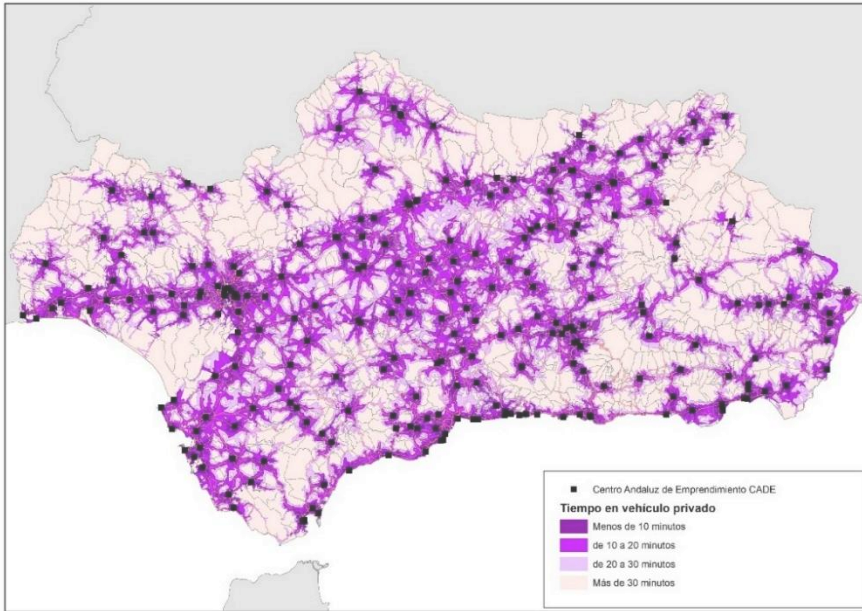 Centro Andaluz de Emprendimiento CADE
Tiempo en vehículo privado
Menos de 10 minutos
de 10 a 20 minutos
de 20 a 30 minutos
Más de 30 minutos